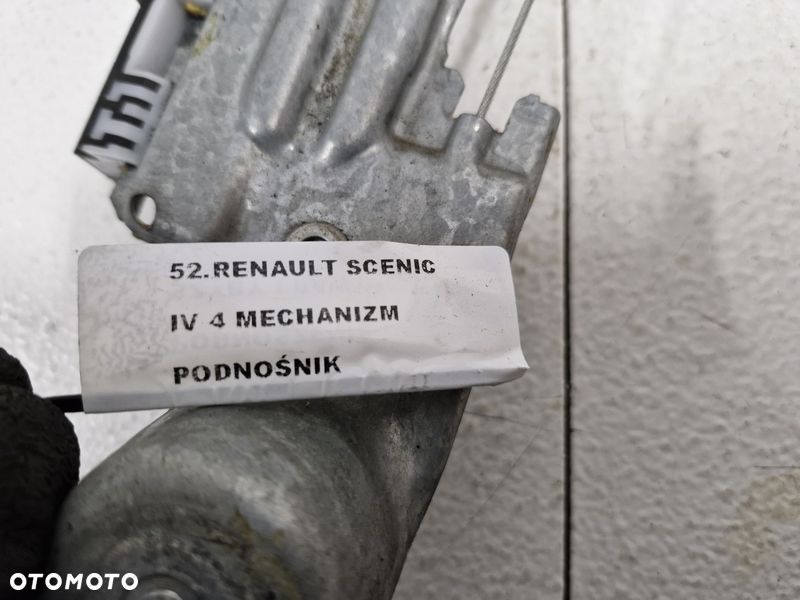 52.RENAULT SCENIC
IV 4 MECHANIZM
PODNOŚNIK
OTOMOTO